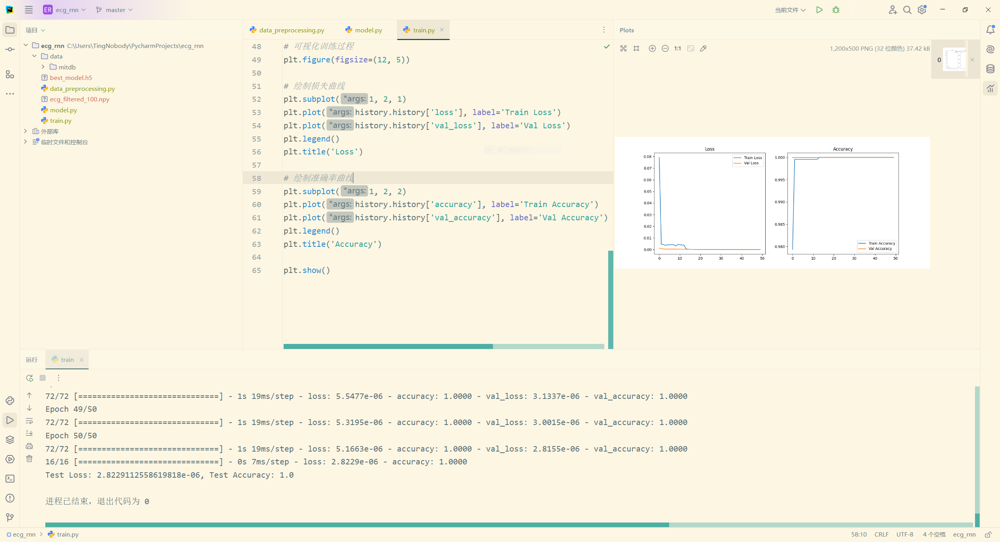 PC
ER ecg_rnn master
当前文件
项目
ecg_rnn C:\Users\TingNobody\PycharmProjects\ecg_rnn
data
mitdb
best_model.h5
data_preprocessing.py
ecg_filtered_100.npy
model.py
train.py
外部库
临时文件和控制台
data_preprocessing.py model.py train.py
48 # 可视化训练过程
49 plt.figure(figsize=(12, 5))
50
51 # 绘制损失曲线
52 plt.subplot( *args: 1, 2, 1)
53 plt.plot( *args: history.history['loss'], label='Train Loss')
54 plt.plot( *args: history.history['val_loss'], label='Val Loss')
55 plt.legend()
56 plt.title('Loss')
窗口截图(W)
57
58 # 绘制准确率曲线
59 plt.subplot( *args: 1, 2, 2)
60 plt.plot( *args: history.history['accuracy'], label='Train Accuracy')
61 plt.plot( *args: history.history['val_accuracy'], label='Val Accuracy')
62 plt.legend()
63 plt.title('Accuracy')
64
65 plt.show()
Plots
1:1
1,200x500 PNG (32 位颜色) 37.42 kB
0
Loss
Train Loss
Val Loss
0.08
0.07
0.06
0.05
0.04
0.03
0.02
0.01
0.00
0 10 20 30 40 50
Accuracy
1.000
0.995
0.990
0.985
0.980
Train Accuracy
Val Accuracy
0 10 20 30 40 50
运行 train
72/72 [==============================] - 1s 19ms/step - loss: 5.5477e-06 - accuracy: 1.0000 - val_loss: 3.1337e-06 - val_accuracy: 1.0000
Epoch 49/50
72/72 [==============================] - 1s 19ms/step - loss: 5.3195e-06 - accuracy: 1.0000 - val_loss: 3.0015e-06 - val_accuracy: 1.0000
Epoch 50/50
72/72 [==============================] - 1s 19ms/step - loss: 5.1663e-06 - accuracy: 1.0000 - val_loss: 2.8155e-06 - val_accuracy: 1.0000
16/16 [==============================] - 0s 7ms/step - loss: 2.8229e-06 - accuracy: 1.0000
Test Loss: 2.8229112558619818e-06, Test Accuracy: 1.0
进程已结束，退出代码为 0
ecg_rnn train.py
58:10 CRLF UTF-8 4 个空格 ecg_rnn